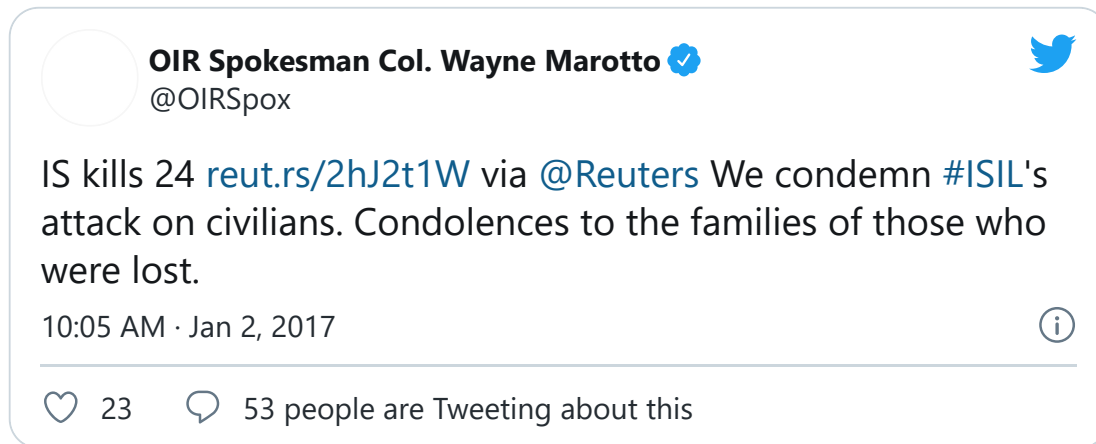 OIR Spokesman Col. Wayne Marotto
@OIRSpox
IS kills 24 reut.rs/2hJ2t1W via @Reuters We condemn #ISIL's
attack on civilians. Condolences to the families of those who
were lost.
10:05 AM · Jan 2, 2017
23 53 people are Tweeting about this